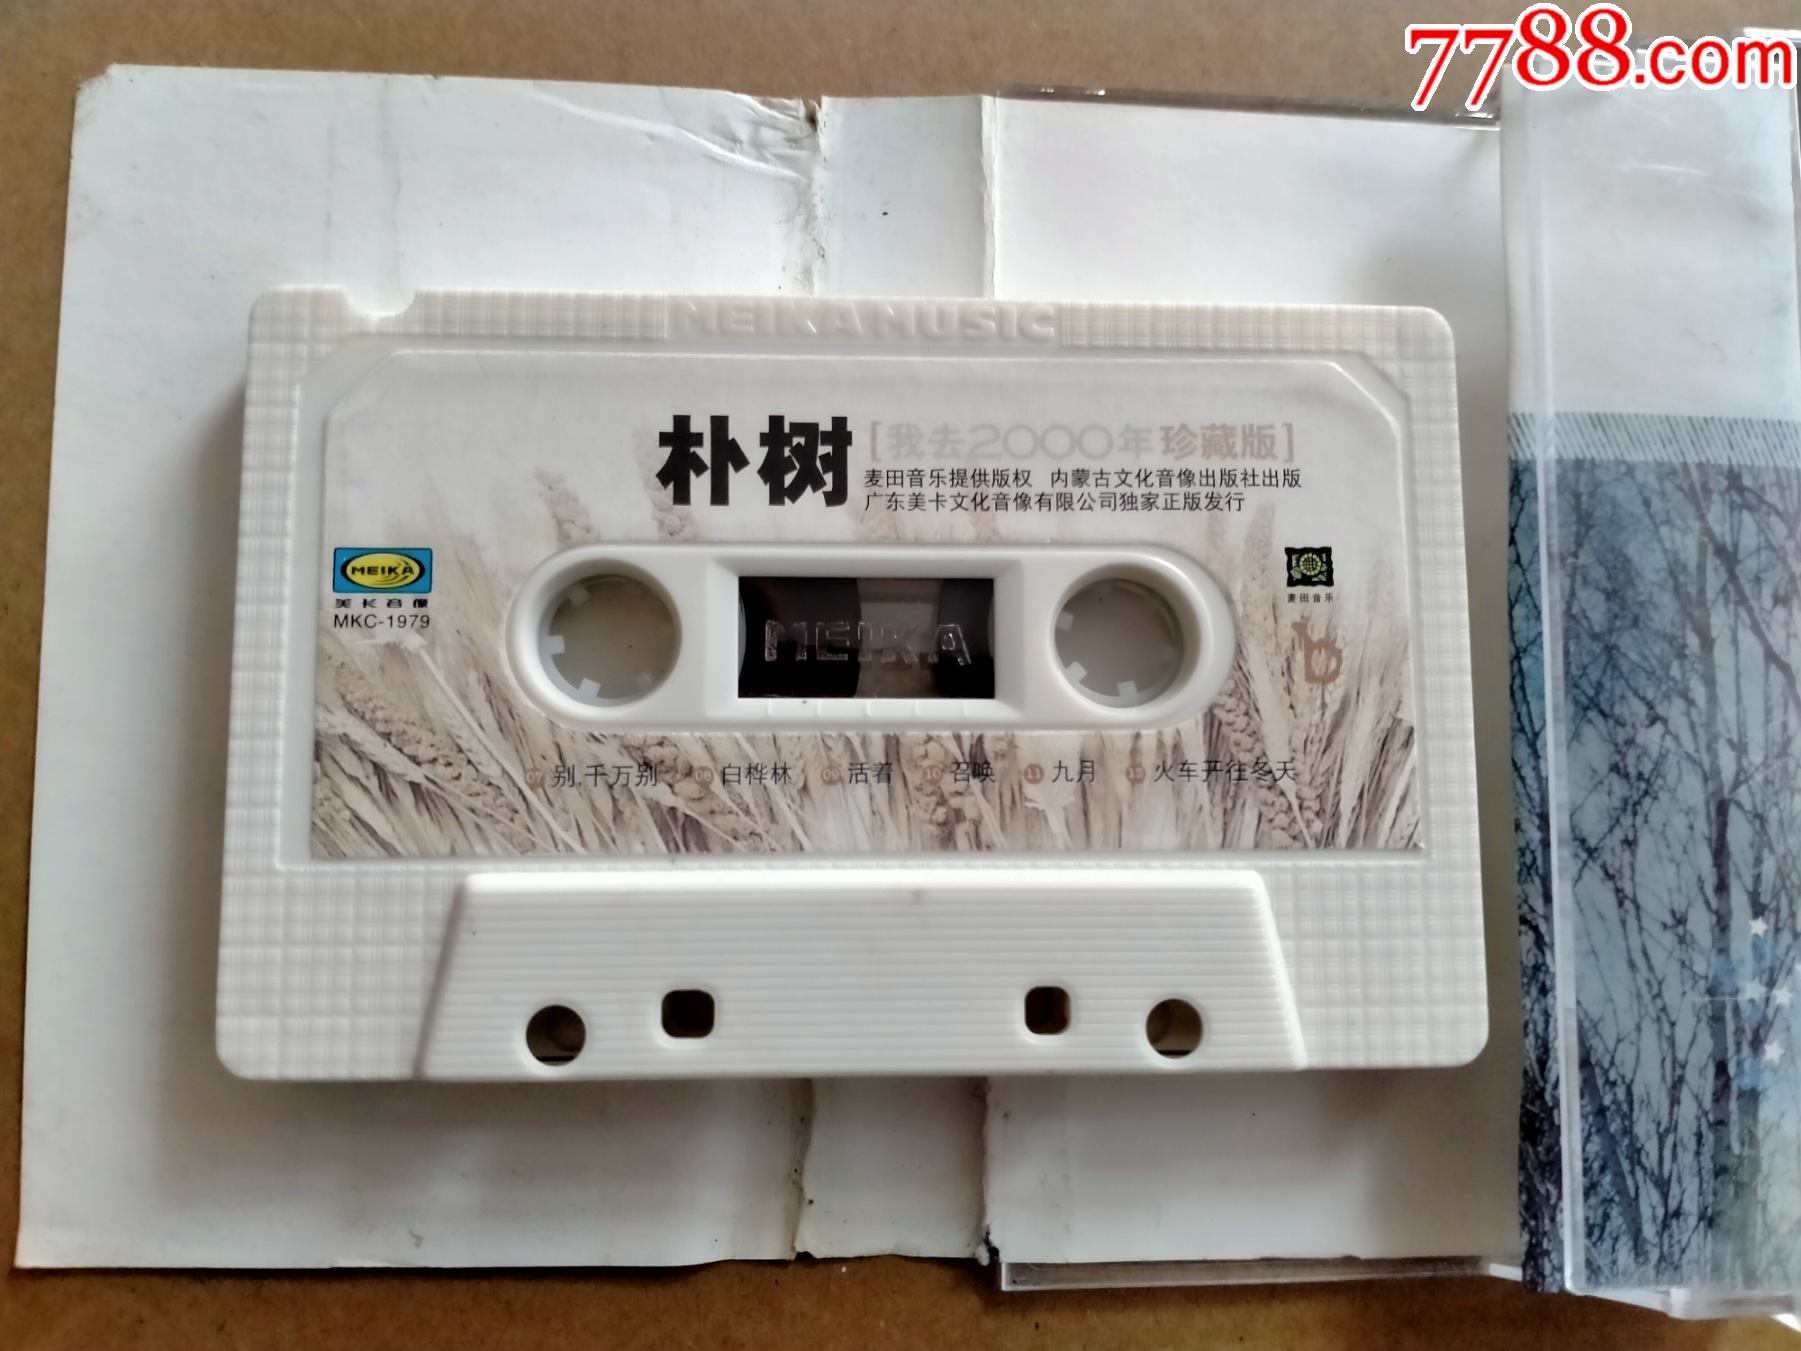 7788.com
MEIKA MUSIC
朴树 [我去2000年 珍藏版]
麦田音乐提供版权 内蒙古文化音像出版社出版
广东美卡文化音像有限公司独家正版发行
MEIKA
美卡音像
MKC-1979
MEIKA
麦田音乐
B
07 别,千万别 08 白桦林 09 活着 10 召唤 11 九月 12 火车开往冬天